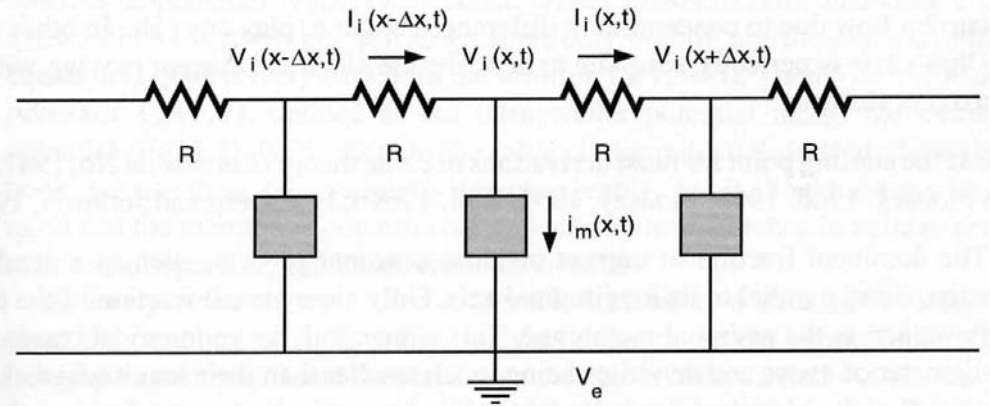 I_i (x-Δx,t) I_i (x,t)
V_i (x-Δx,t) V_i (x,t) V_i (x+Δx,t)
R R R R
i_m(x,t)
V_e